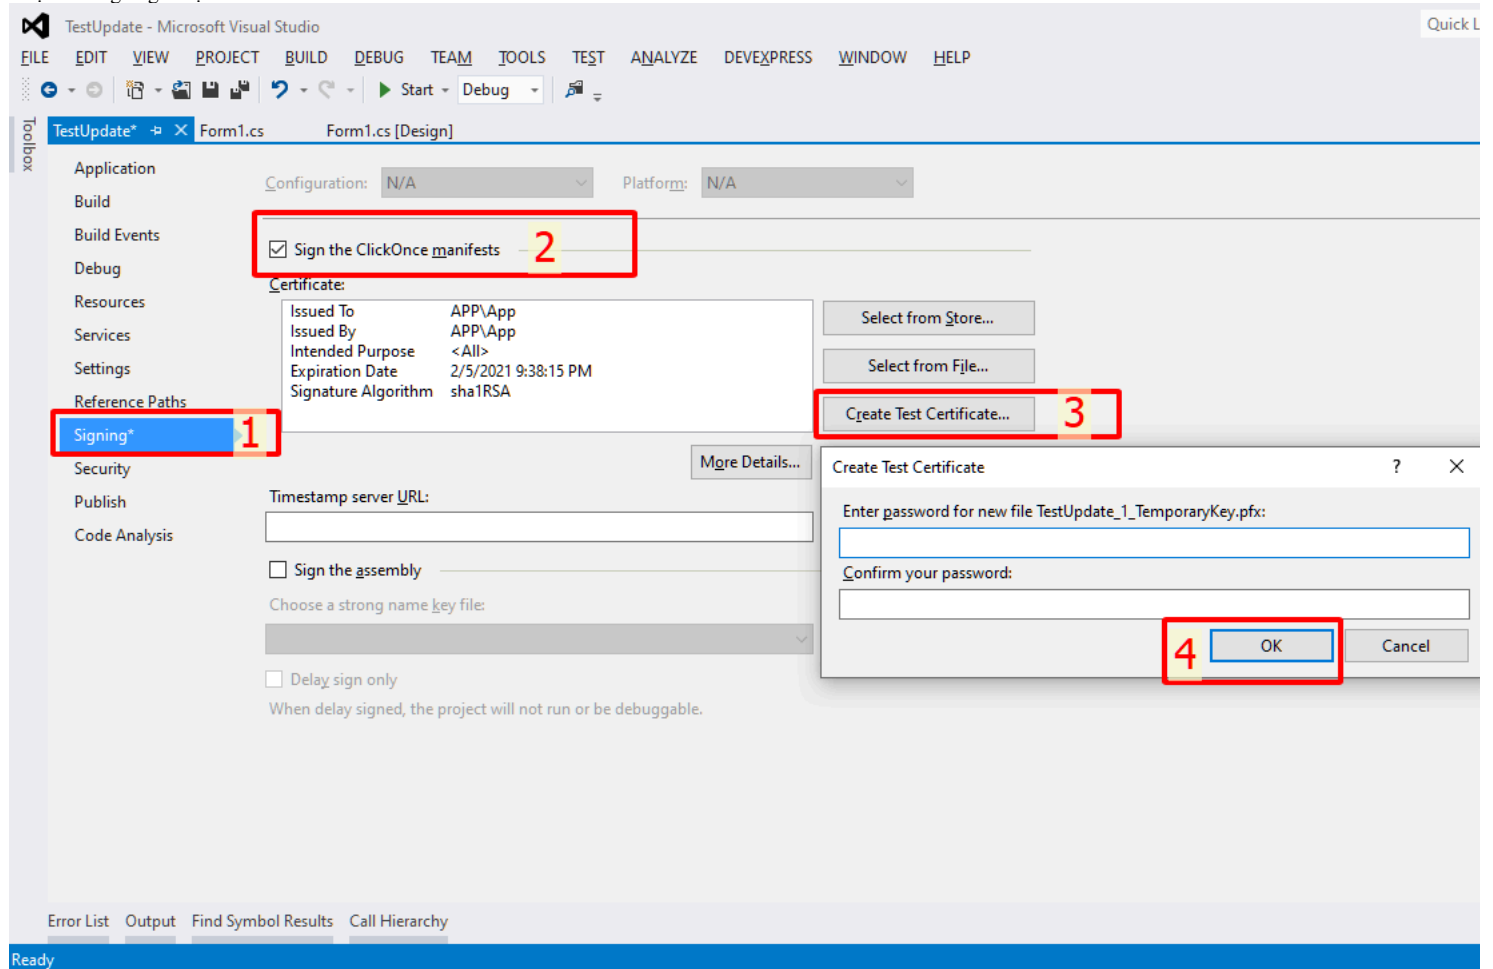 TestUpdate - Microsoft Visual Studio
Quick L
FILE EDIT VIEW PROJECT BUILD DEBUG TEAM TOOLS TEST ANALYZE DEVEXPRESS WINDOW HELP
Start Debug
Toolbox
TestUpdate* Form1.cs Form1.cs [Design]
Application
Build
Build Events
Debug
Resources
Services
Settings
Reference Paths
Signing* 1
Security
Publish
Code Analysis
Configuration: N/A Platform: N/A
Sign the ClickOnce manifests 2
Certificate:
Issued To APP\App
Issued By APP\App
Intended Purpose <All>
Expiration Date 2/5/2021 9:38:15 PM
Signature Algorithm sha1RSA
Select from Store...
Select from File...
Create Test Certificate... 3
More Details...
Timestamp server URL:
Sign the assembly
Choose a strong name key file:
Delay sign only
When delay signed, the project will not run or be debuggable.
Create Test Certificate ?
Enter password for new file TestUpdate_1_TemporaryKey.pfx:
Confirm your password:
4 OK Cancel
Error List Output Find Symbol Results Call Hierarchy
Ready